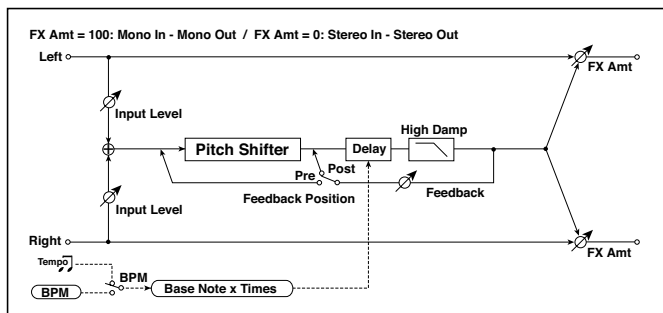 FX Amt = 100: Mono In - Mono Out / FX Amt = 0: Stereo In - Stereo Out
Left
FX Amt
Input Level
High Damp
Pitch Shifter
Delay
Post
Pre
Feedback
Feedback Position
Input Level
Right
FX Amt
Tempo
BPM
BPM
Base Note x Times